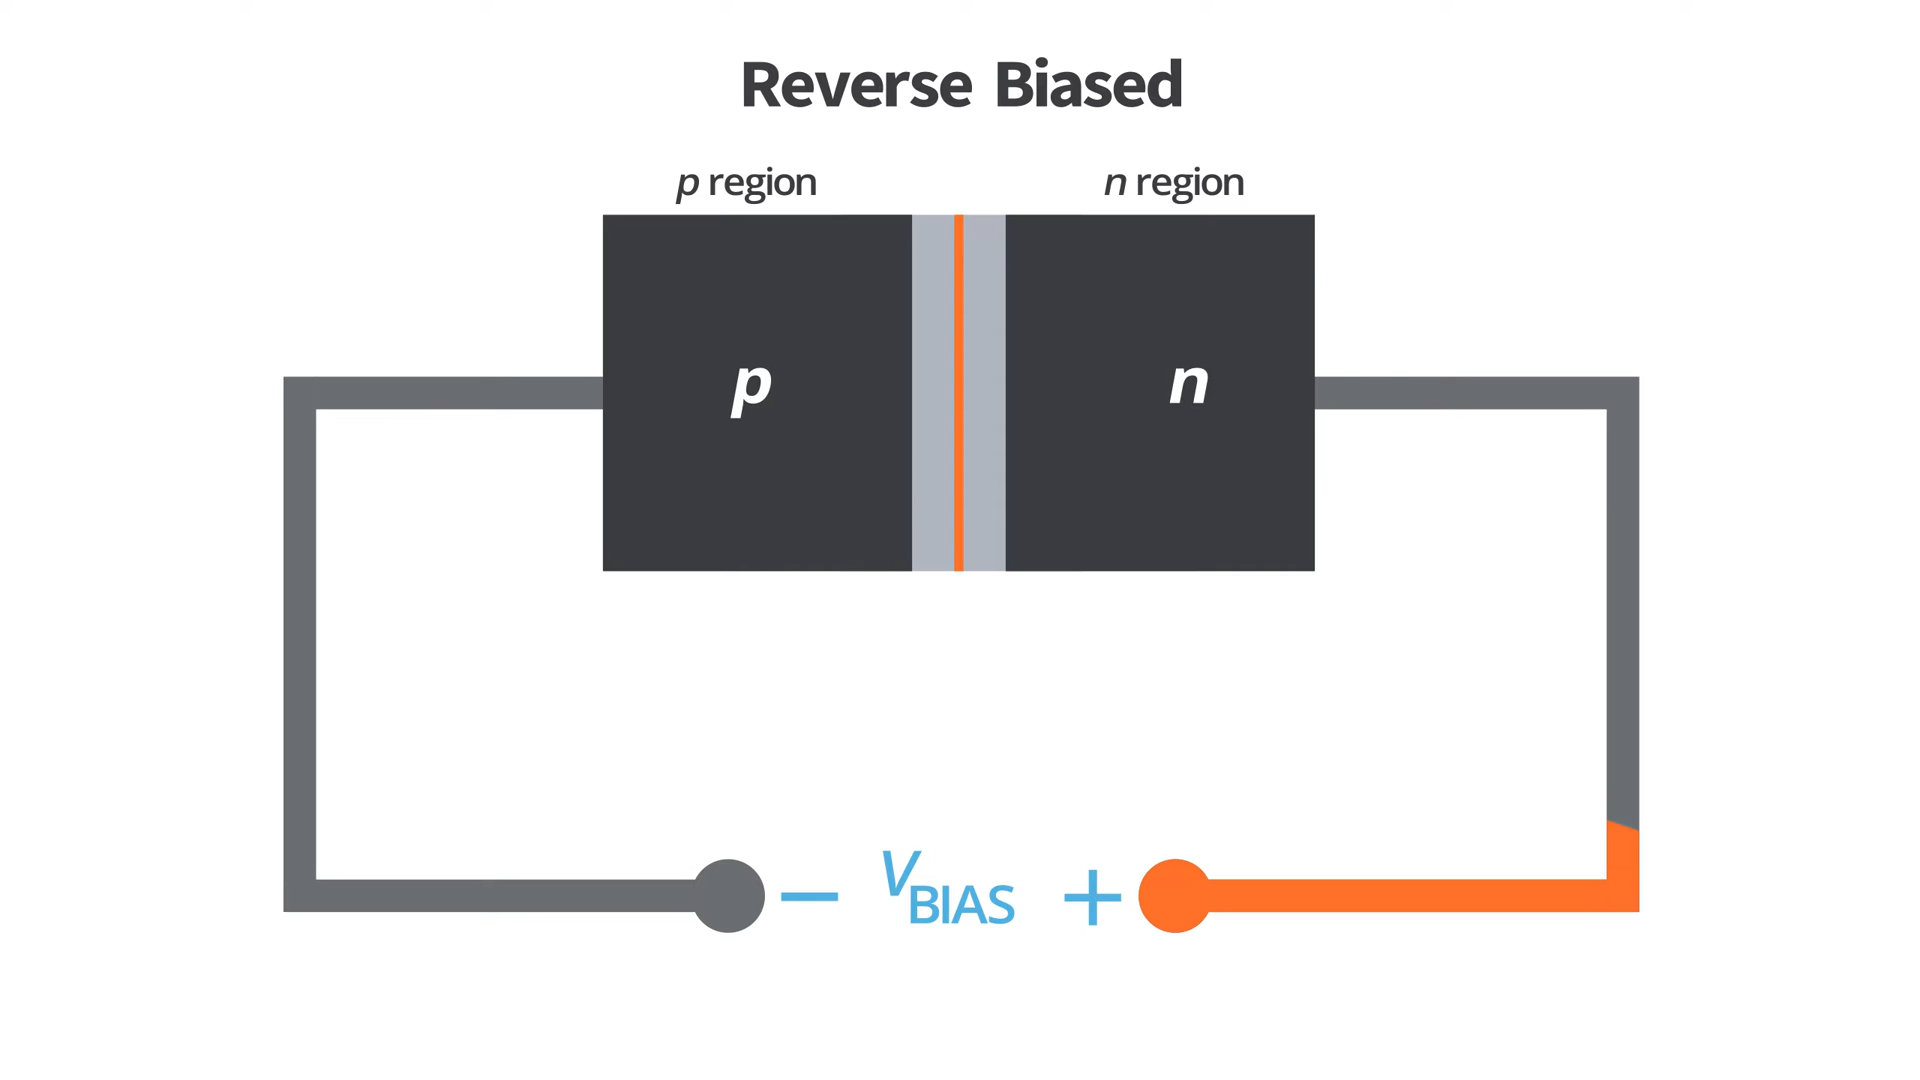 Reverse Biased
p region
n region
p
n
− VBIAS +